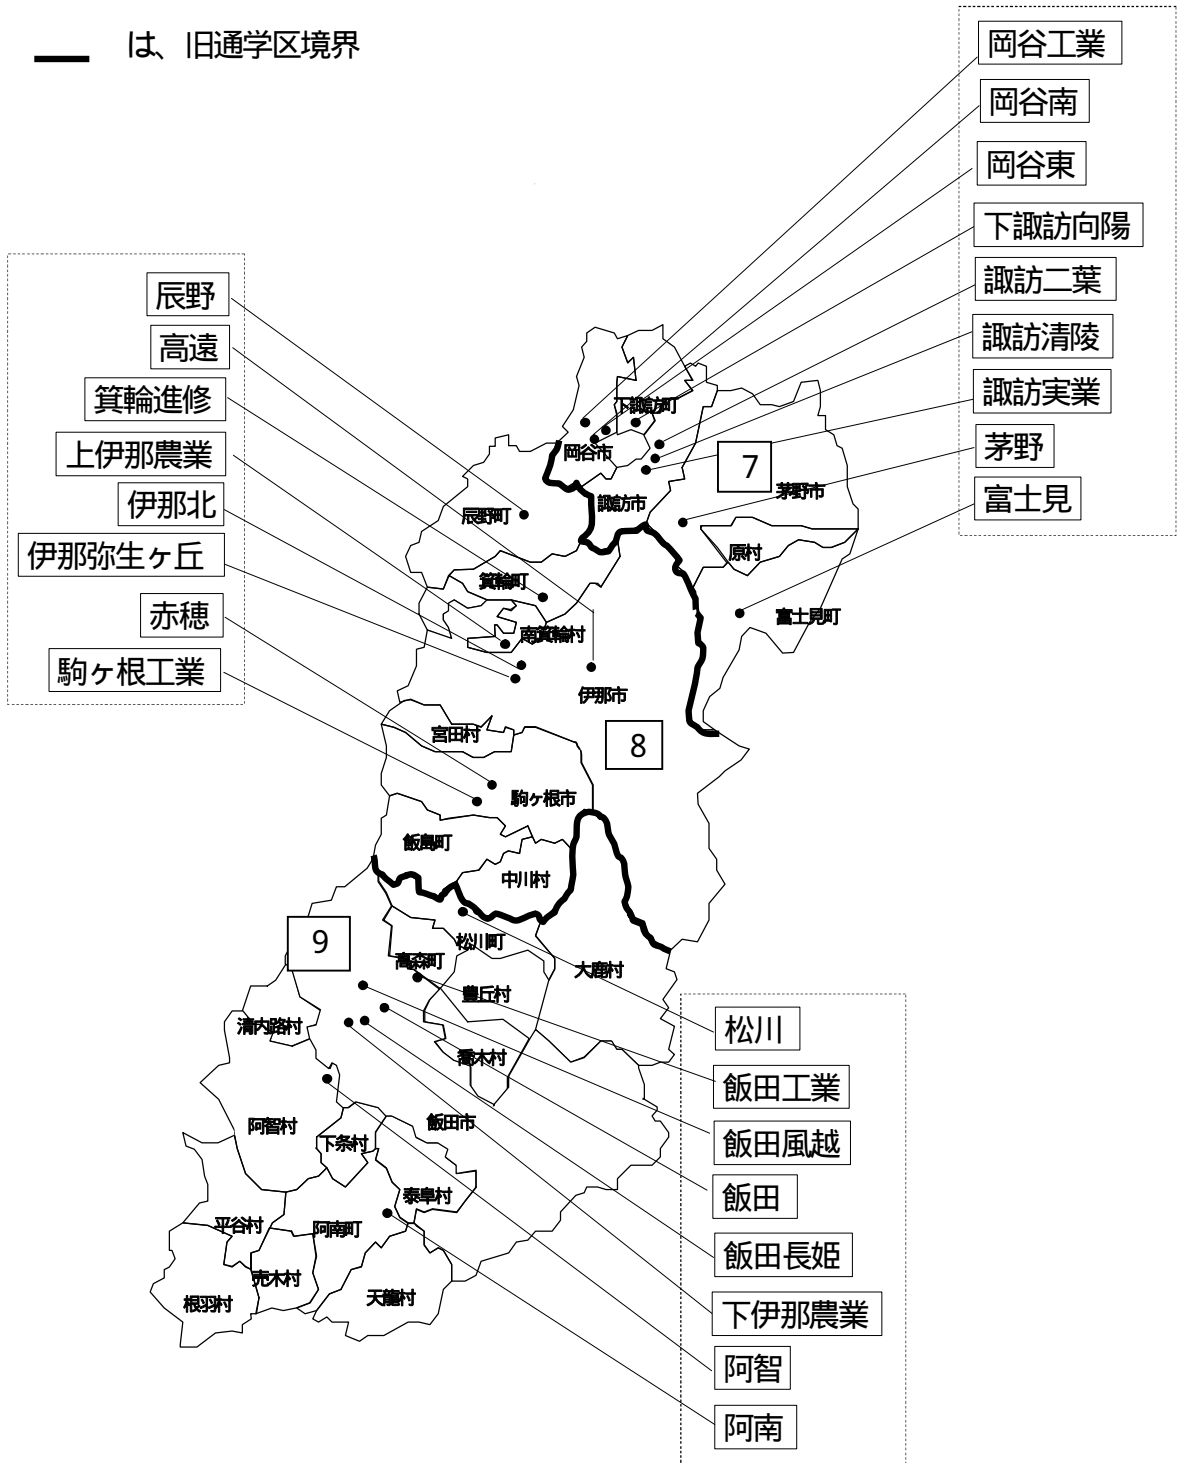 は、旧通学区境界
岡谷工業
岡谷南
岡谷東
下諏訪向陽
諏訪二葉
諏訪清陵
諏訪実業
茅野
富士見
辰野
高遠
箕輪進修
上伊那農業
伊那北
伊那弥生ヶ丘
赤穂
駒ヶ根工業
下諏訪町
岡谷市
7
茅野市
諏訪市
辰野町
原村
箕輪町
富士見町
南箕輪村
伊那市
宮田村
8
駒ヶ根市
飯島町
中川村
9
松川町
高森町
大鹿村
豊丘村
清内路村
喬木村
飯田市
阿智村
下条村
泰阜村
平谷村
阿南町
売木村
天龍村
根羽村
松川
飯田工業
飯田風越
飯田
飯田長姫
下伊那農業
阿智
阿南